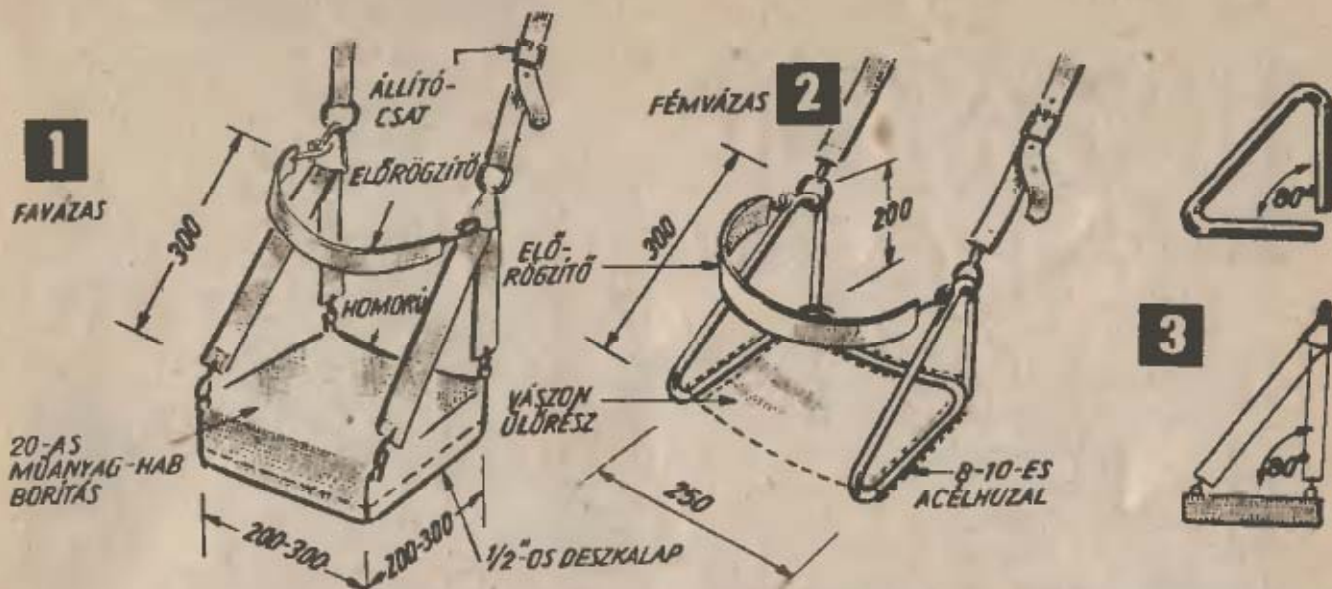 1
FAVÁZAS
300
ÁLLÍTÓ-
CSAT
ELŐRÖGZÍTŐ
HOMORÚ
20-AS
MŰANYAG-HAB
BORÍTÁS
200-300
200-300
1/2"-OS DESZKALAP
FÉMVÁZAS
2
300
200
ELŐ-
RÖGZÍTŐ
VÁSZON
ÜLŐRÉSZ
250
8-10-ES
ACÉLHUZAL
80°
3
80°